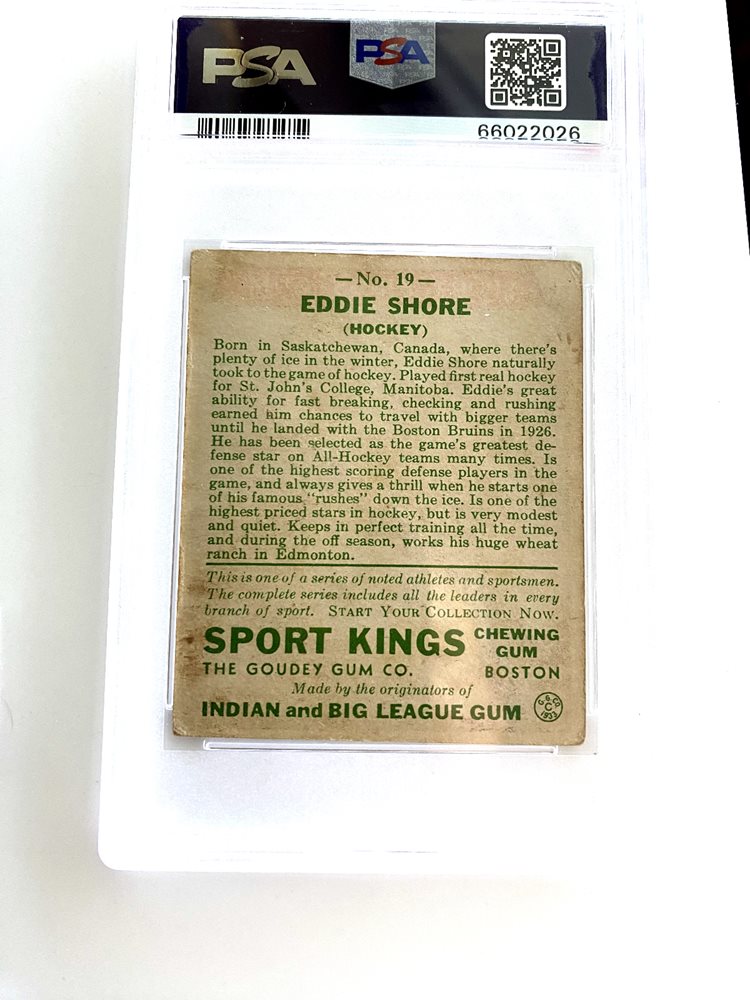 PSA PSA
66022026
—No. 19—
EDDIE SHORE
(HOCKEY)
Born in Saskatchewan, Canada, where there's
plenty of ice in the winter, Eddie Shore naturally
took to the game of hockey. Played first real hockey
for St. John's College, Manitoba. Eddie's great
ability for fast breaking, checking and rushing
earned him chances to travel with bigger teams
until he landed with the Boston Bruins in 1926.
He has been selected as the game's greatest de-
fense star on All-Hockey teams many times. Is
one of the highest scoring defense players in the
game, and always gives a thrill when he starts one
of his famous "rushes" down the ice. Is one of the
highest priced stars in hockey, but is very modest
and quiet. Keeps in perfect training all the time,
and during the off season, works his huge wheat
ranch in Edmonton.
This is one of a series of noted athletes and sportsmen.
The complete series includes all the leaders in every
branch of sport. START YOUR COLLECTION NOW.
SPORT KINGS CHEWING GUM
THE GOUDEY GUM CO. BOSTON
Made by the originators of
INDIAN and BIG LEAGUE GUM
G. G. CO. C 1933